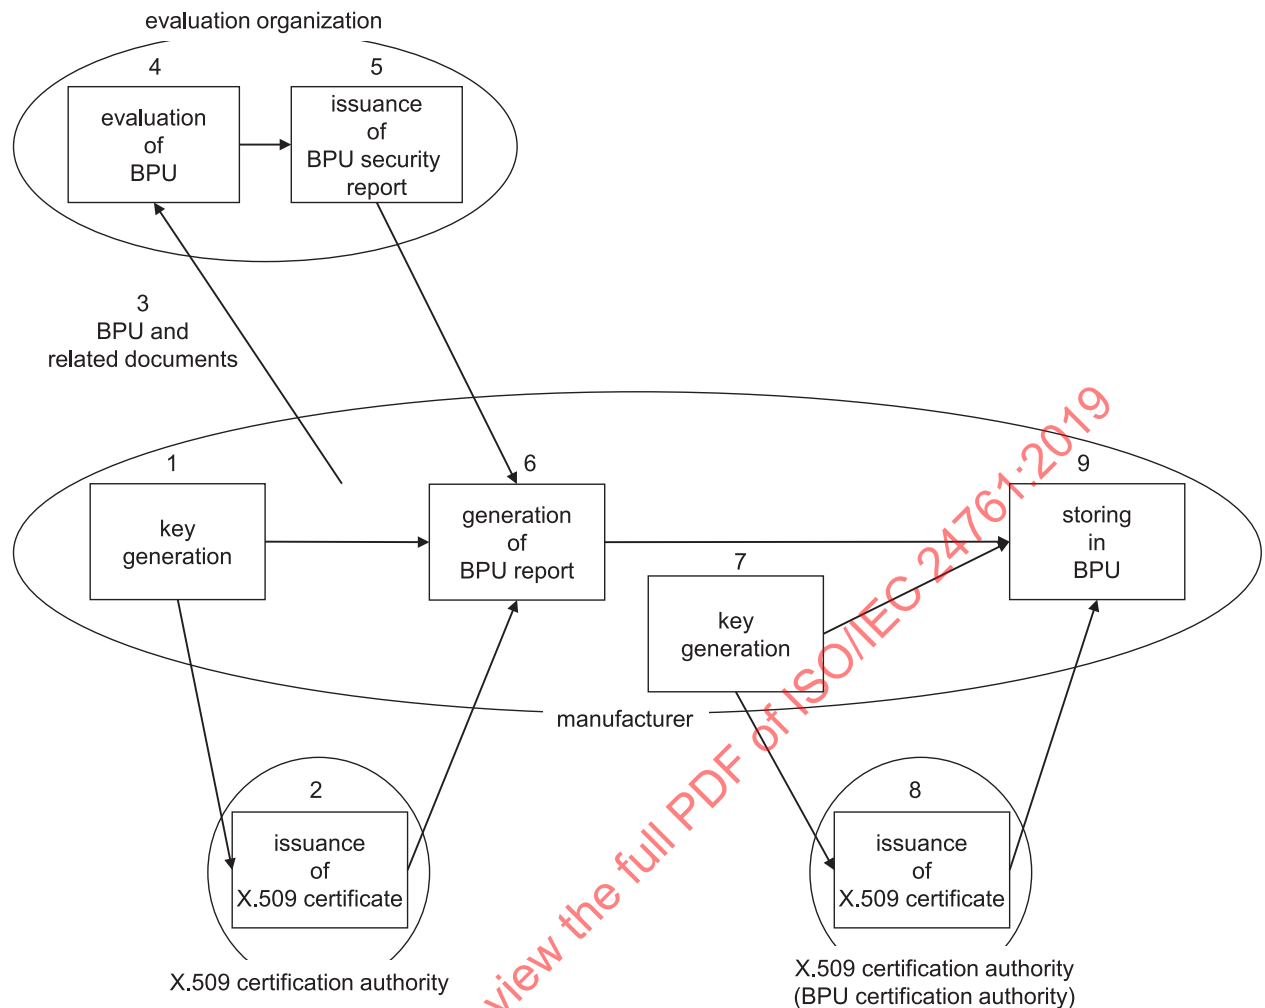 evaluation organization
4
5
evaluation
of
BPU
issuance
of
BPU security
report
3
BPU and
related documents
1
key
generation
6
generation
of
BPU report
7
key
generation
9
storing
in
BPU
manufacturer
2
issuance
of
X.509 certificate
X.509 certification authority
8
issuance
of
X.509 certificate
X.509 certification authority
(BPU certification authority)
view the full PDF of ISO/IEC 24761:2019